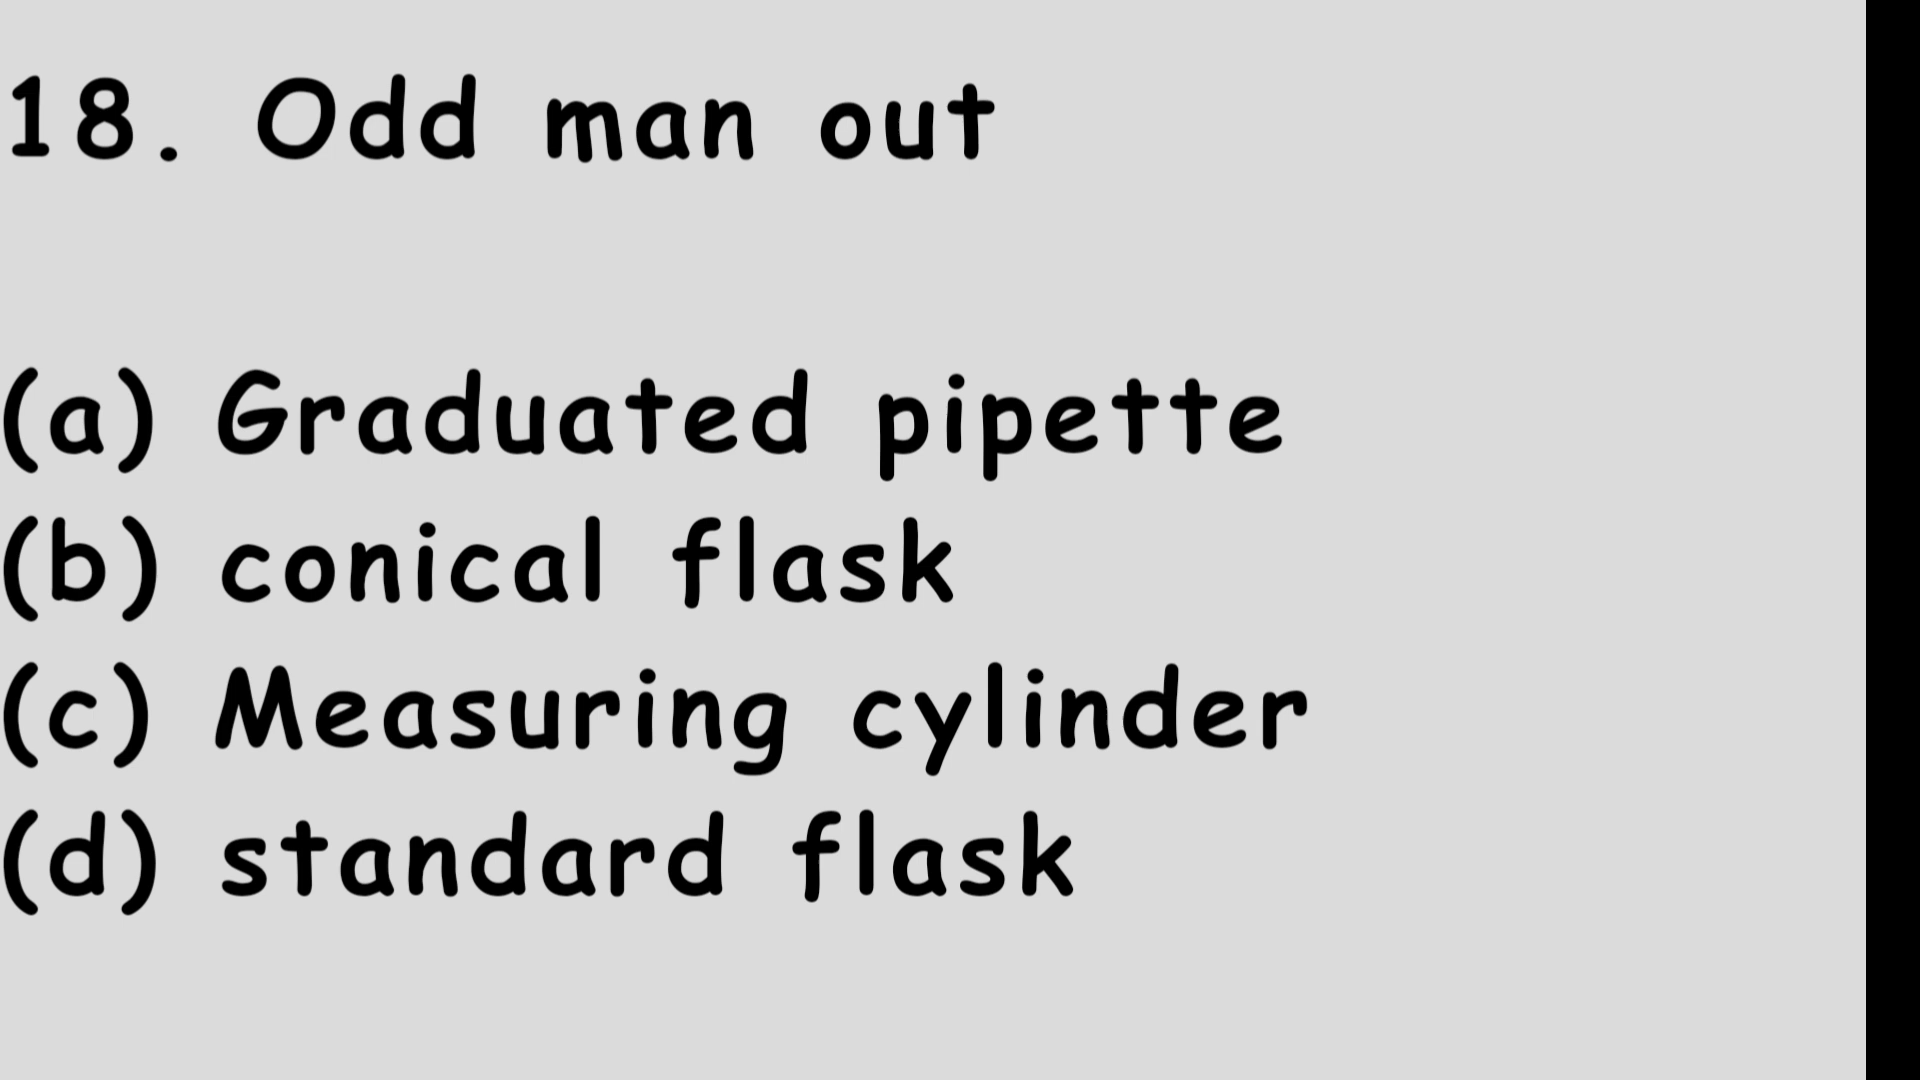 18. Odd man out
(a) Graduated pipette
(b) conical flask
(c) Measuring cylinder
(d) standard flask